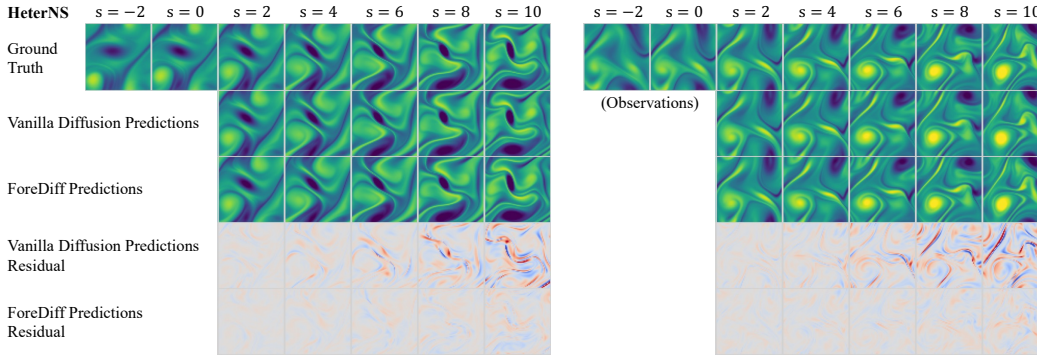 HeterNS s = −2 s = 0 s = 2 s = 4 s = 6 s = 8 s = 10 s = −2 s = 0 s = 2 s = 4 s = 6 s = 8 s = 10
Ground
Truth
(Observations)
Vanilla Diffusion Predictions
ForeDiff Predictions
Vanilla Diffusion Predictions
Residual
ForeDiff Predictions
Residual